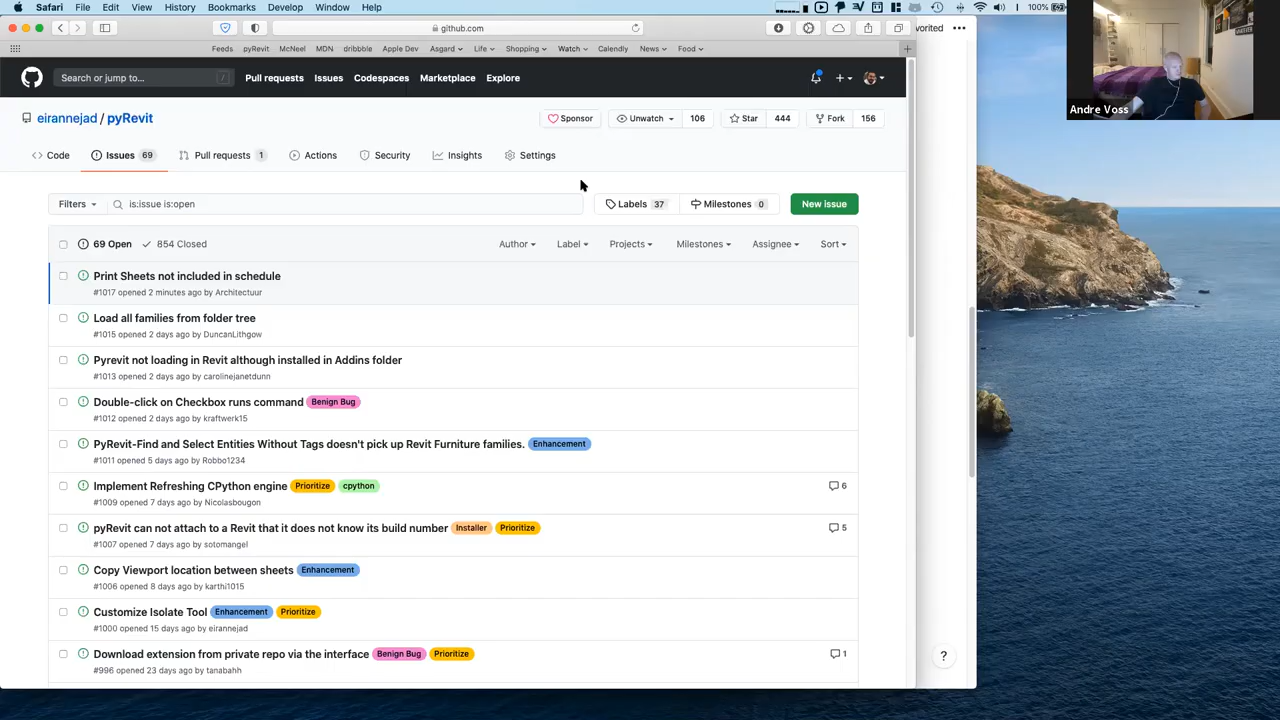 Safari File Edit View History Bookmarks Develop Window Help 100%
github.com
vorited
Feeds pyRevit McNeel MDN dribbble Apple Dev Asgard Life Shopping Watch Calendly News Food
Search or jump to... / Pull requests Issues Codespaces Marketplace Explore
Andre Voss
eirannejad / pyRevit Sponsor Unwatch 106 Star 444 Fork 156
Code Issues 69 Pull requests 1 Actions Security Insights Settings
Filters is:issue is:open Labels 37 Milestones 0 New issue
69 Open 854 Closed Author Label Projects Milestones Assignee Sort
Print Sheets not included in schedule
#1017 opened 2 minutes ago by Architectuur
Load all families from folder tree
#1015 opened 2 days ago by DuncanLithgow
Pyrevit not loading in Revit although installed in Addins folder
#1013 opened 2 days ago by carolinejanetdunn
Double-click on Checkbox runs command Benign Bug
#1012 opened 2 days ago by kraftwerk15
PyRevit-Find and Select Entities Without Tags doesn't pick up Revit Furniture families. Enhancement
#1011 opened 5 days ago by Robbo1234
Implement Refreshing CPython engine Prioritize cpython 6
#1009 opened 7 days ago by Nicolasbougon
pyRevit can not attach to a Revit that it does not know its build number Installer Prioritize 5
#1007 opened 7 days ago by sotomangel
Copy Viewport location between sheets Enhancement
#1006 opened 8 days ago by karthi1015
Customize Isolate Tool Enhancement Prioritize
#1000 opened 15 days ago by eirannejad
Download extension from private repo via the interface Benign Bug Prioritize 1
#996 opened 23 days ago by tanabahh
?